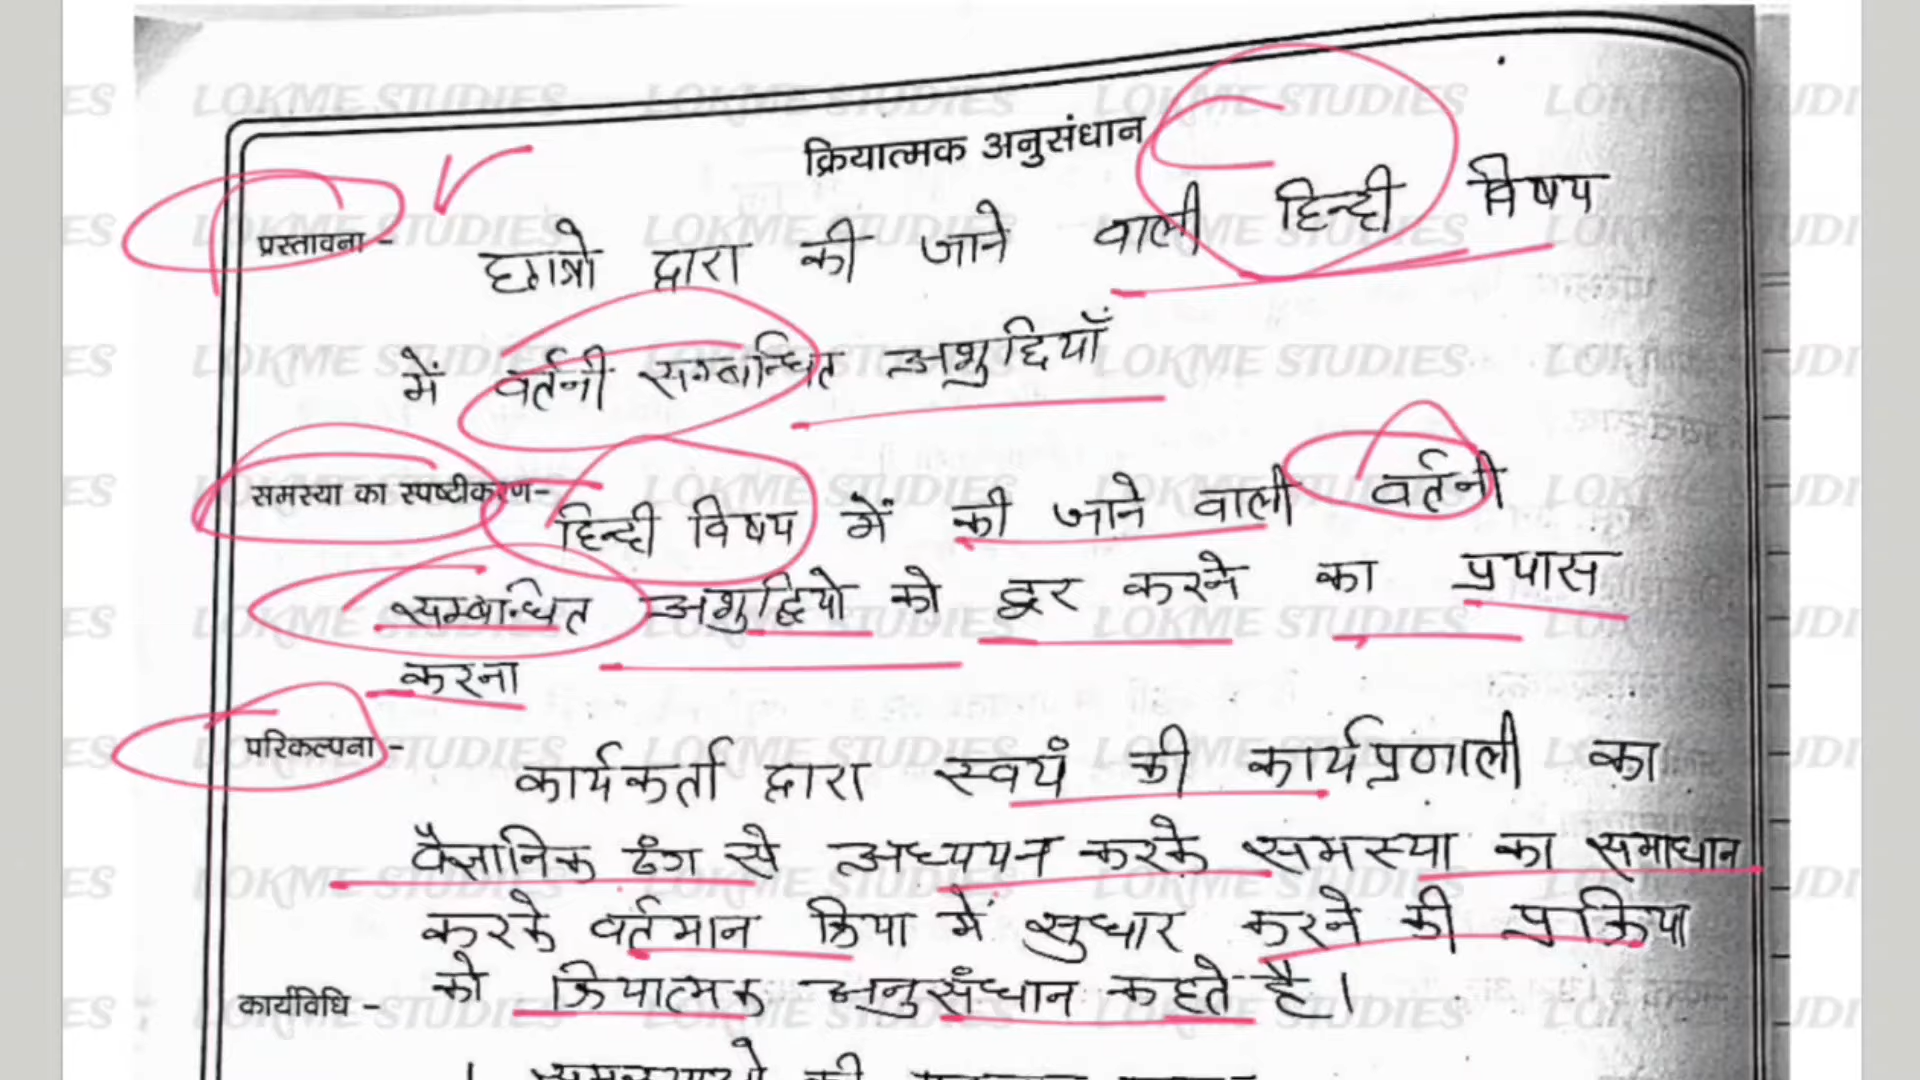 क्रियात्मक अनुसंधान
प्रस्तावना - छात्रो द्वारा की जाने वाली हिन्दी विषय
में वर्तनी सम्बन्धित अशुद्धियाँ
समस्या का स्पष्टीकरण- हिन्दी विषय में की जाने वाली वर्तनी
सम्बन्धित अशुद्धियो को दूर करने का प्रयास
करना
परिकल्पना - कार्यकर्ता द्वारा स्वयं की कार्यप्रणाली का
वैज्ञानिक ढंग से अध्ययन करके समस्या का समाधान
करके वर्तमान क्रिया में सुधार करने की प्रक्रिया
को क्रियात्मक अनुसंधान कहते है।
कार्यविधि -
LOKME STUDIES